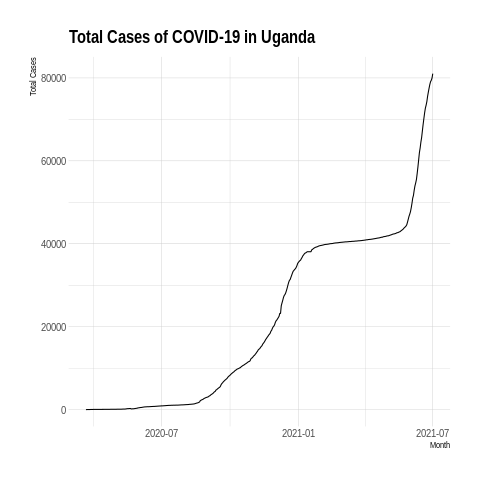 Total Cases of COVID-19 in Uganda
Total Cases
80000
60000
40000
20000
0
2020-07
2021-01
2021-07
Month